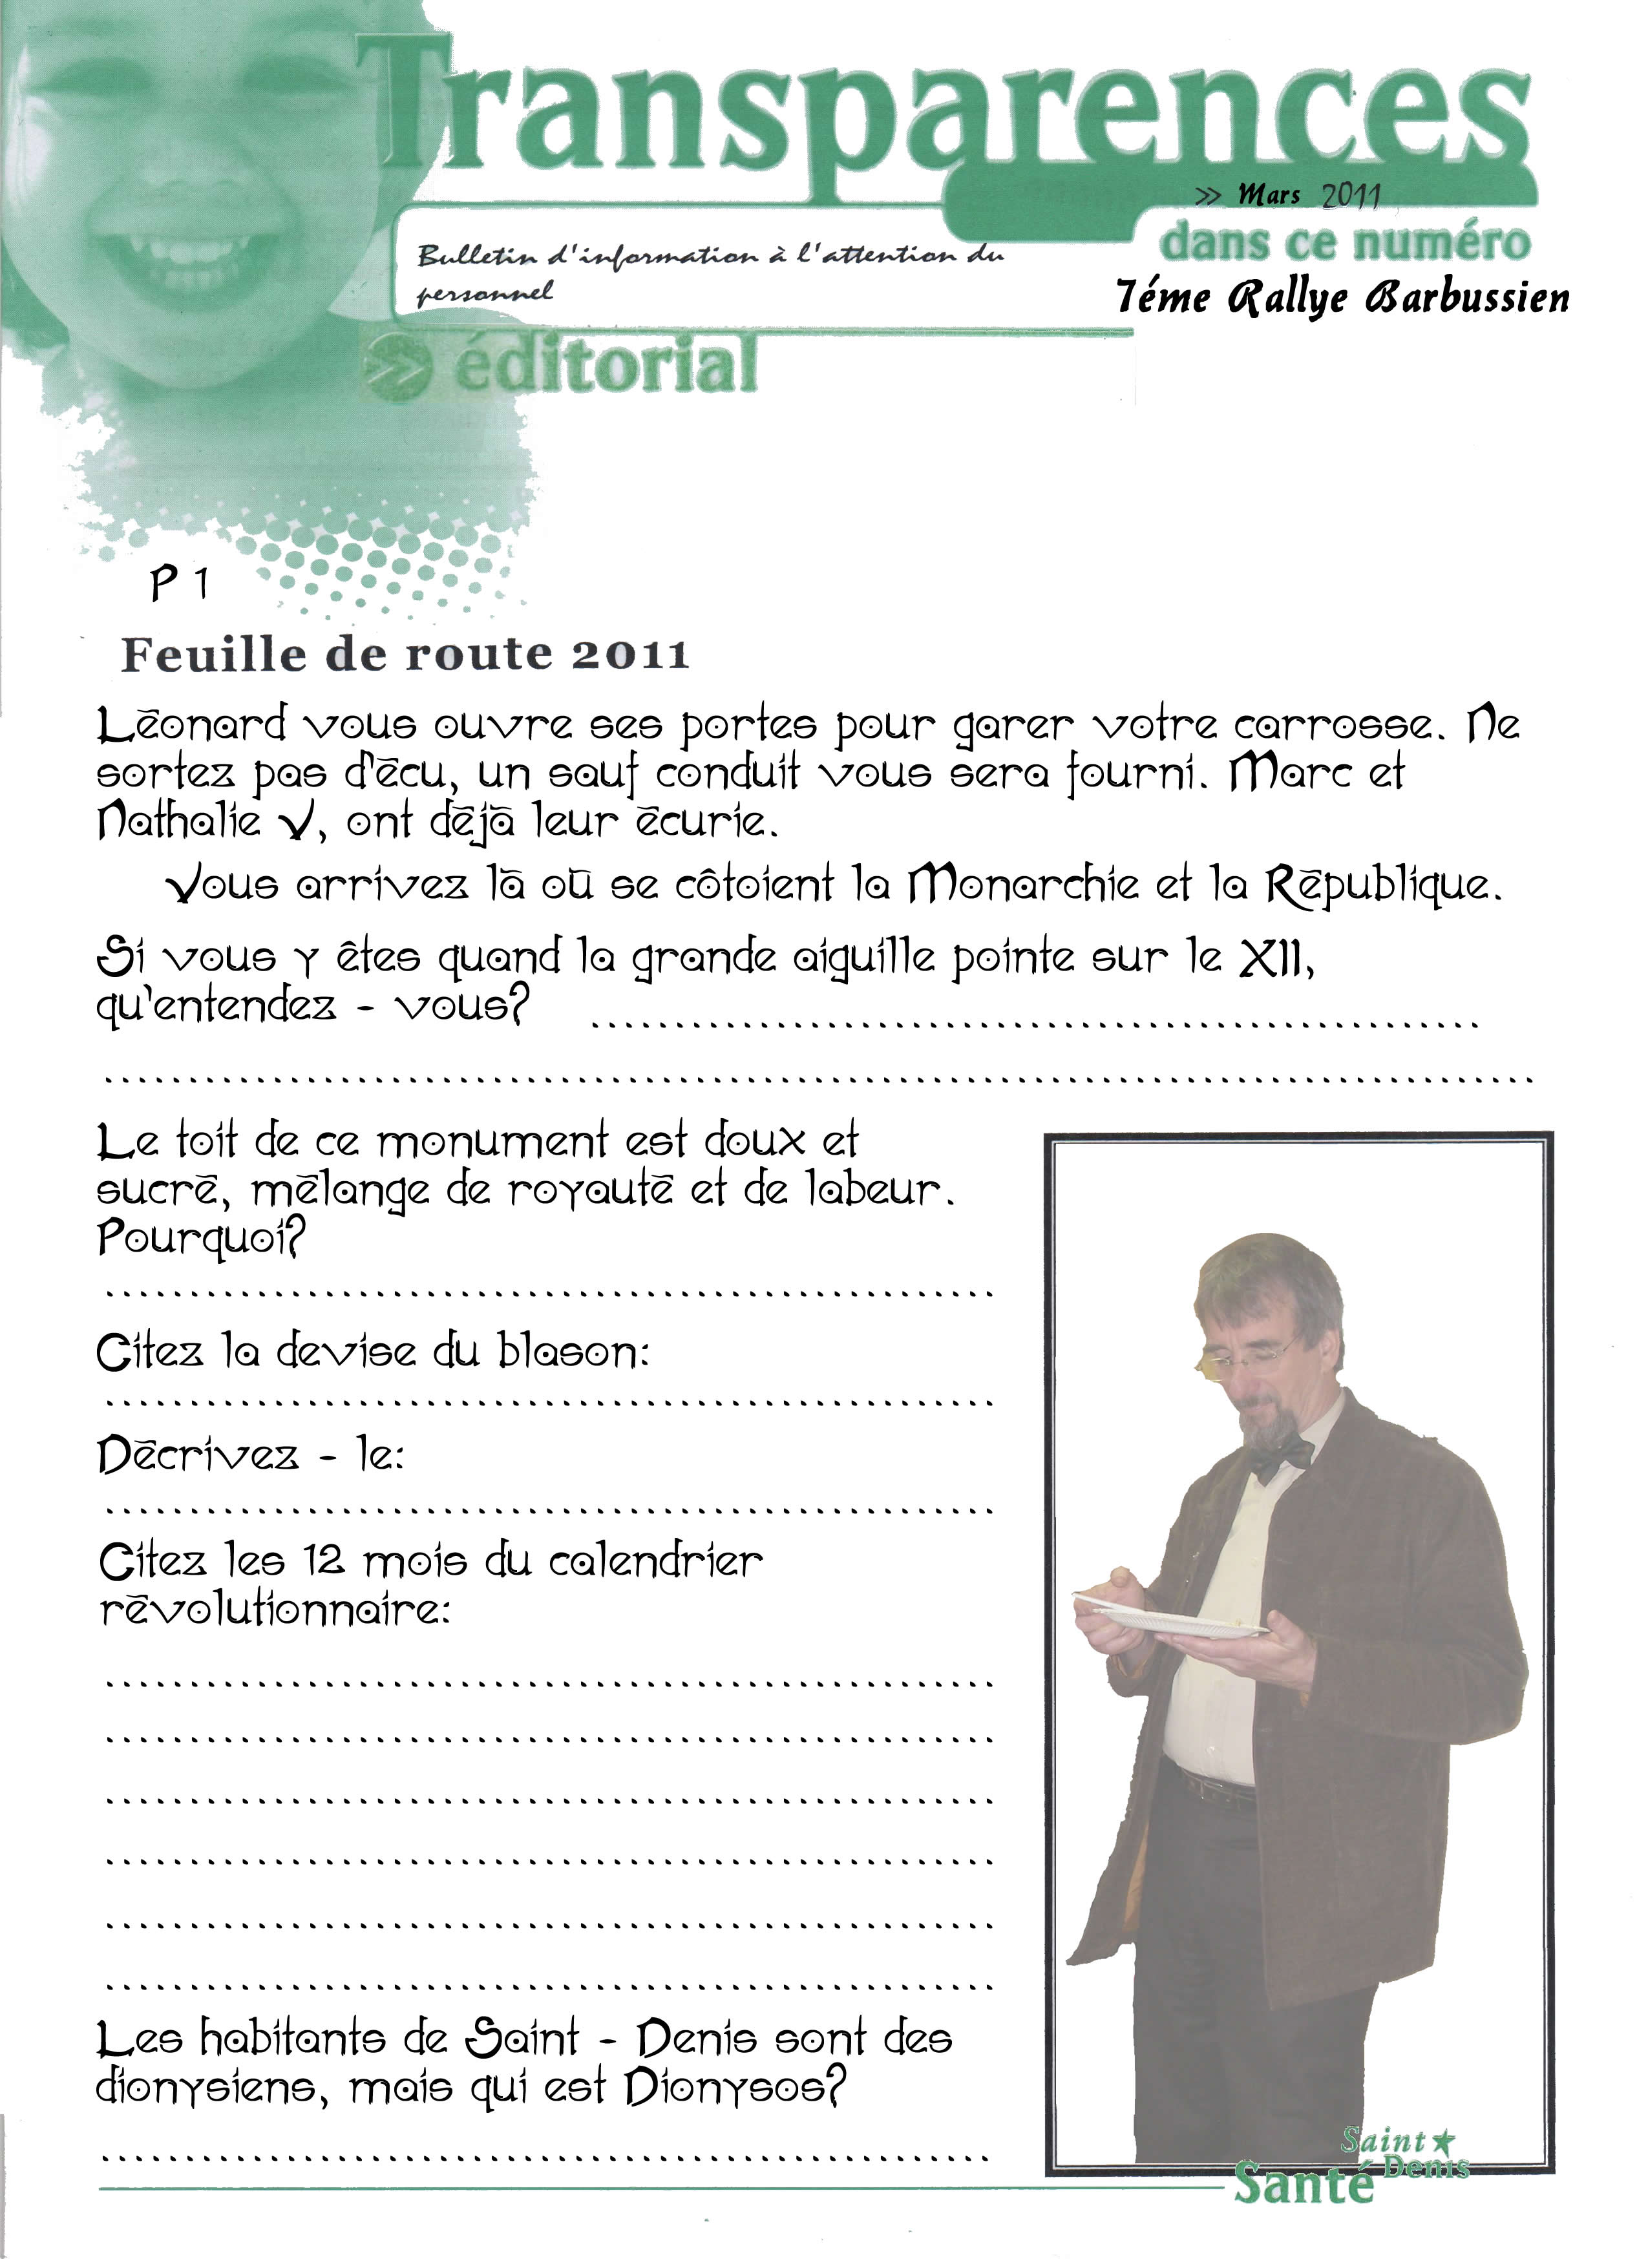 Transparences
» Mars 2011
dans ce numéro
7éme Rallye Barbussien
Bulletin d'information à l'attention du
personnel
» éditorial
P 1
Feuille de route 2011
Léonard vous ouvre ses portes pour garer votre carrosse. Ne
sortez pas d'écu, un sauf conduit vous sera fourni. Marc et
Nathalie V, ont déjà leur écurie.
Vous arrivez là où se côtoient la Monarchie et la République.
Si vous y êtes quand la grande aiguille pointe sur le XII,
qu'entendez - vous? ......................................................
.......................................................................................
Le toit de ce monument est doux et
sucré, mélange de royauté et de labeur.
Pourquoi?
......................................................
Citez la devise du blason:
......................................................
Décrivez - le:
......................................................
Citez les 12 mois du calendrier
révolutionnaire:
......................................................
......................................................
......................................................
......................................................
......................................................
......................................................
Les habitants de Saint - Denis sont des
dionysiens, mais qui est Dionysos?
......................................................
Saint
Denis
Santé